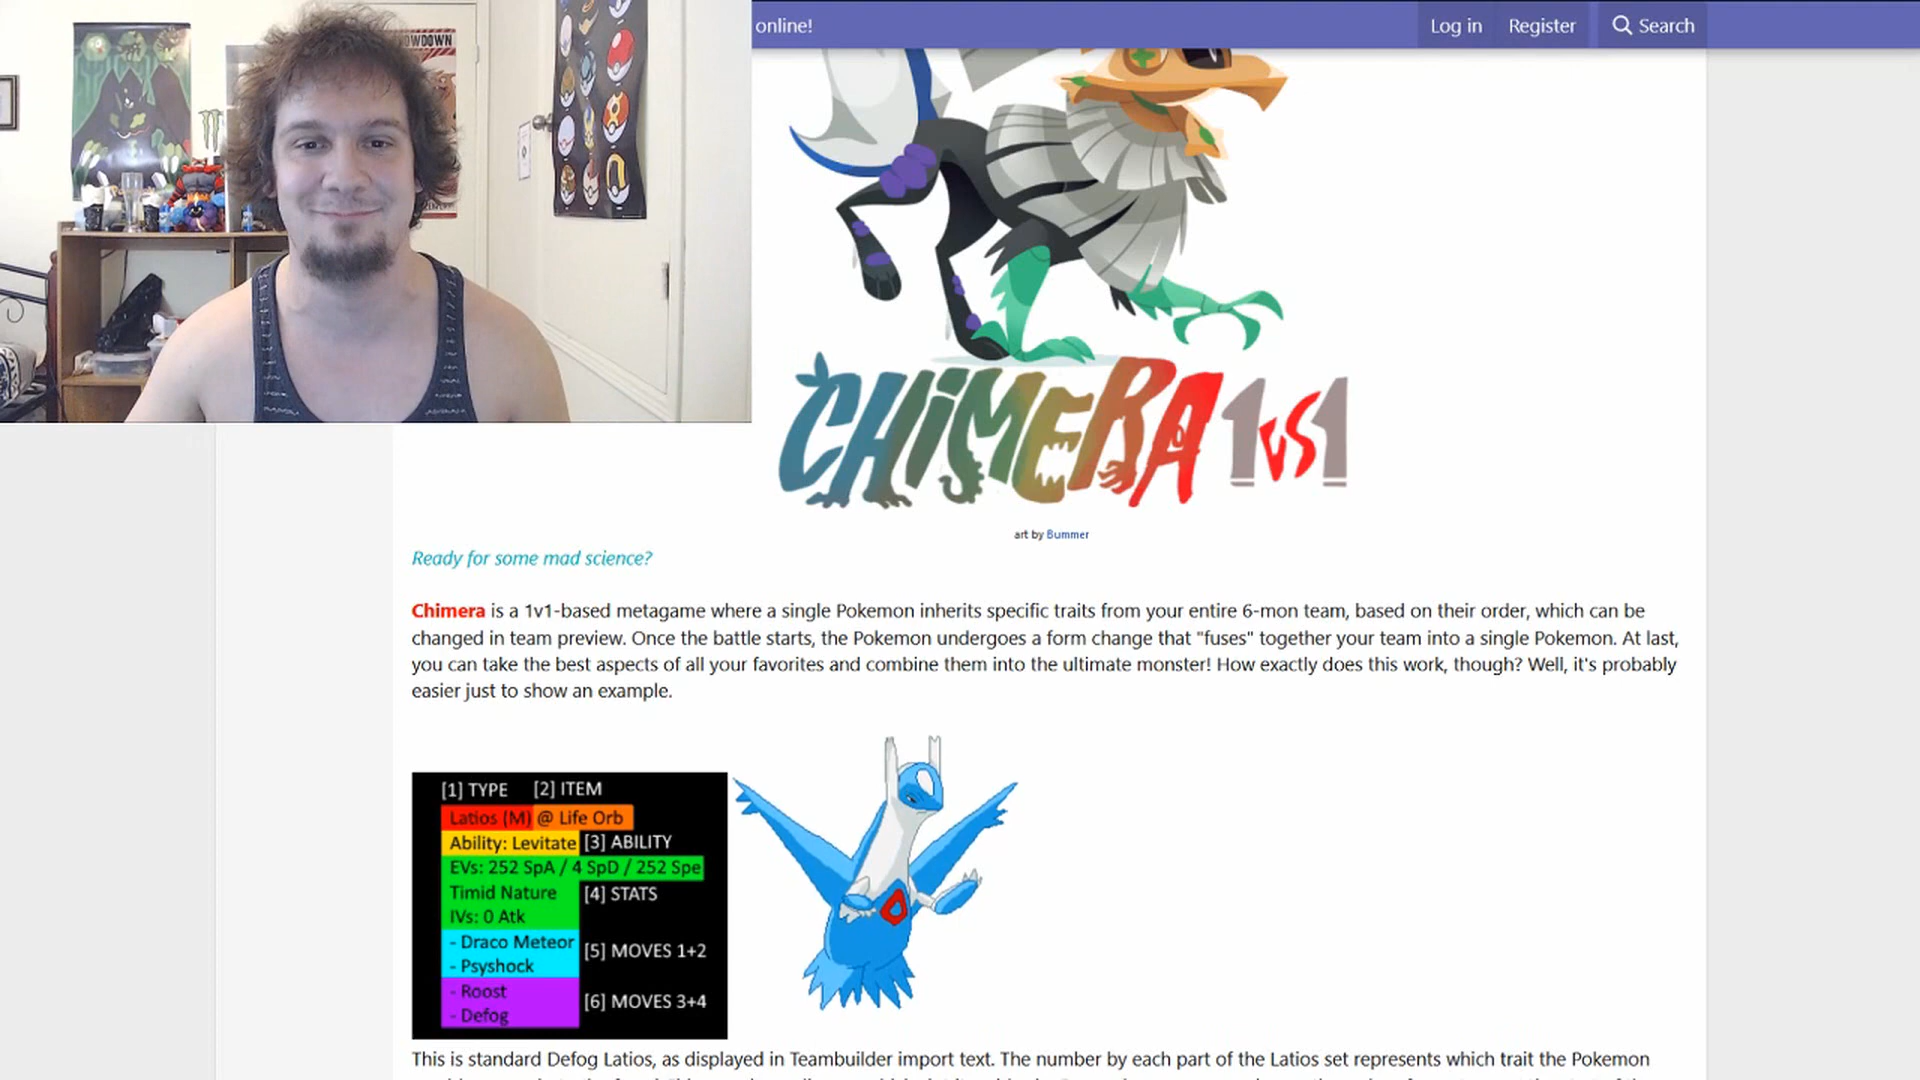 OWDOWN
online!
Log in
Register
Search
CHIMERA 1vs1
art by Bummer
Ready for some mad science?
Chimera is a 1v1-based metagame where a single Pokemon inherits specific traits from your entire 6-mon team, based on their order, which can be
changed in team preview. Once the battle starts, the Pokemon undergoes a form change that "fuses" together your team into a single Pokemon. At last,
you can take the best aspects of all your favorites and combine them into the ultimate monster! How exactly does this work, though? Well, it's probably
easier just to show an example.
[1] TYPE [2] ITEM
Latios (M) @ Life Orb
Ability: Levitate [3] ABILITY
EVs: 252 SpA / 4 SpD / 252 Spe
Timid Nature [4] STATS
IVs: 0 Atk
- Draco Meteor
- Psyshock [5] MOVES 1+2
- Roost
- Defog [6] MOVES 3+4
This is standard Defog Latios, as displayed in Teambuilder import text. The number by each part of the Latios set represents which trait the Pokemon